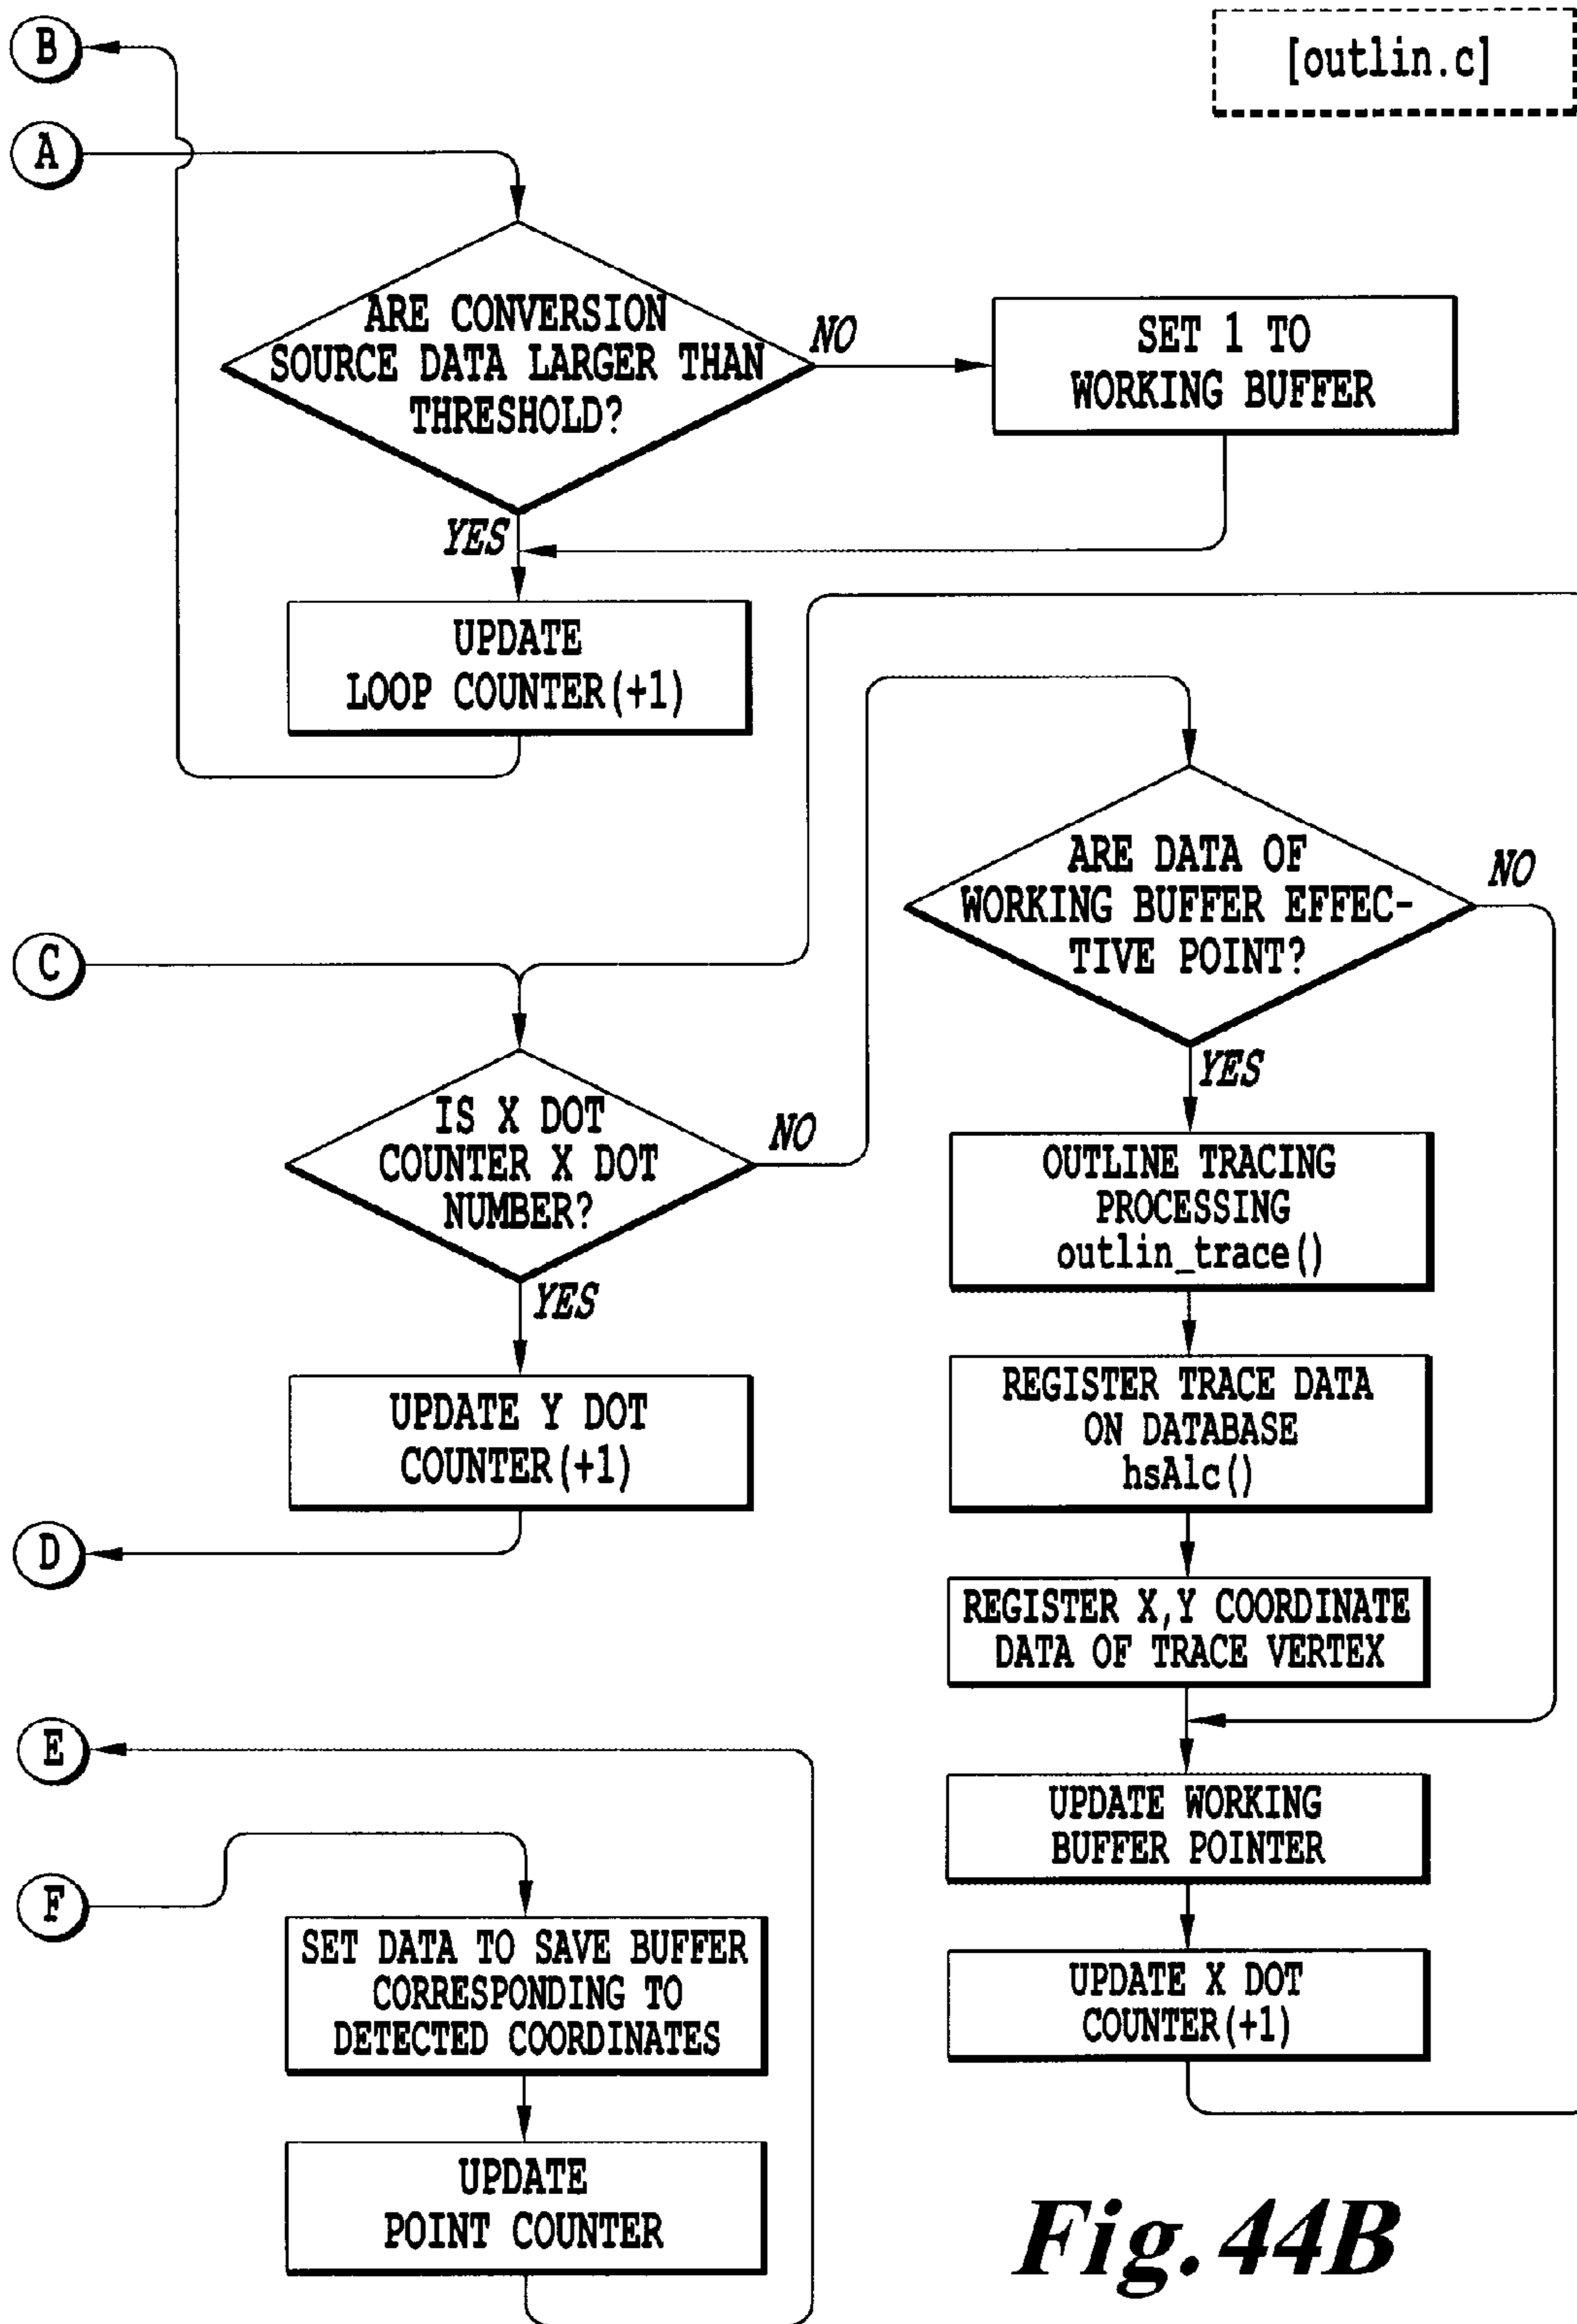 B
[outlin.c]
A
ARE CONVERSION
SOURCE DATA LARGER THAN
THRESHOLD?
NO
SET 1 TO
WORKING BUFFER
YES
UPDATE
LOOP COUNTER(+1)
ARE DATA OF
WORKING BUFFER EFFEC-
TIVE POINT?
NO
YES
C
IS X DOT
COUNTER X DOT
NUMBER?
NO
YES
OUTLINE TRACING
PROCESSING
outlin_trace()
UPDATE Y DOT
COUNTER(+1)
REGISTER TRACE DATA
ON DATABASE
hsAlc()
D
REGISTER X,Y COORDINATE
DATA OF TRACE VERTEX
E
UPDATE WORKING
BUFFER POINTER
F
SET DATA TO SAVE BUFFER
CORRESPONDING TO
DETECTED COORDINATES
UPDATE X DOT
COUNTER(+1)
UPDATE
POINT COUNTER
Fig. 44B